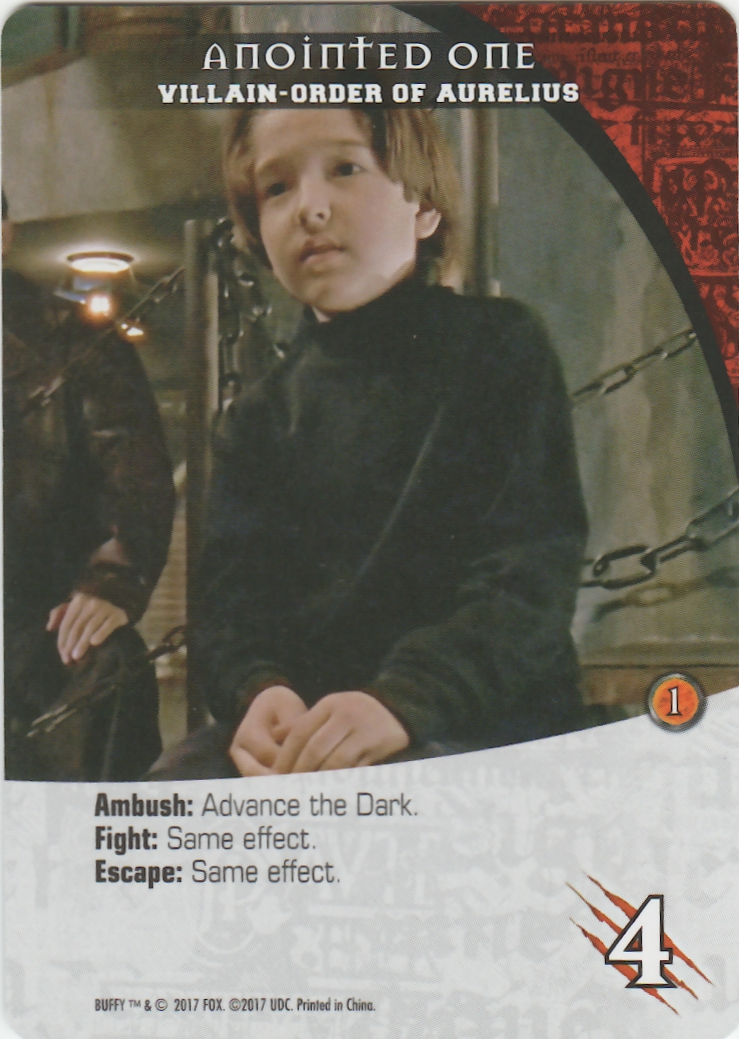 ANOINTED ONE
VILLAIN-ORDER OF AURELIUS
1
Ambush: Advance the Dark.
Fight: Same effect.
Escape: Same effect.
4
BUFFY ™ & © 2017 FOX. ©2017 UDC. Printed in China.